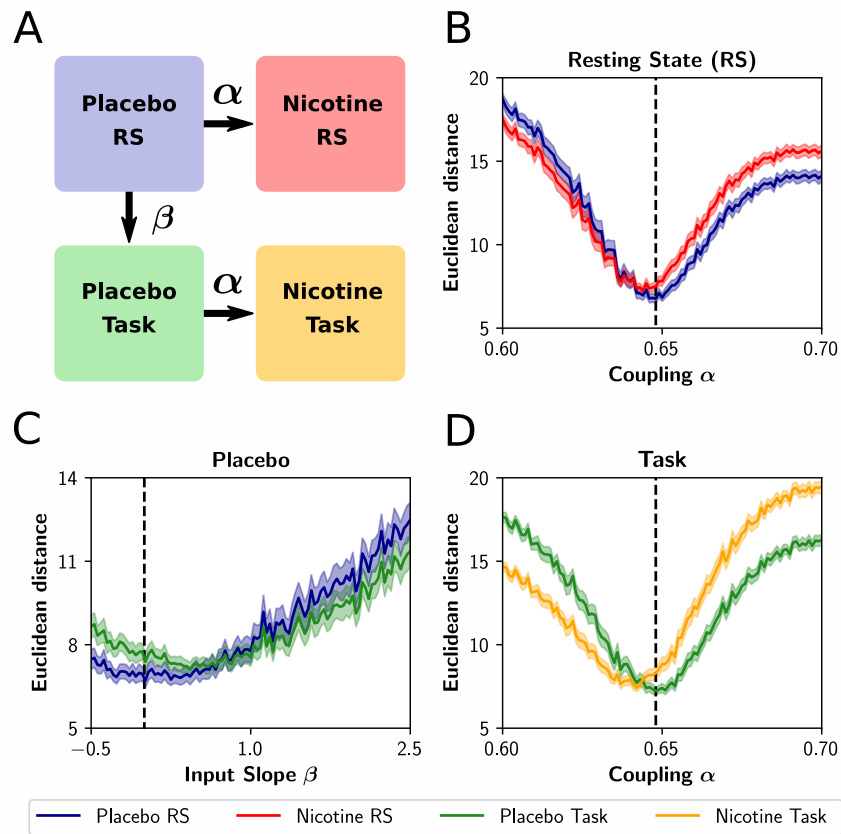 A
Placebo
RS
α
Nicotine
RS
β
Placebo
Task
α
Nicotine
Task
B
Resting State (RS)
Euclidean distance
20
15
10
5
0.60
0.65
0.70
Coupling α
C
Placebo
Euclidean distance
14
11
8
5
−0.5
1.0
2.5
Input Slope β
D
Task
Euclidean distance
20
15
10
5
0.60
0.65
0.70
Coupling α
Placebo RS
Nicotine RS
Placebo Task
Nicotine Task